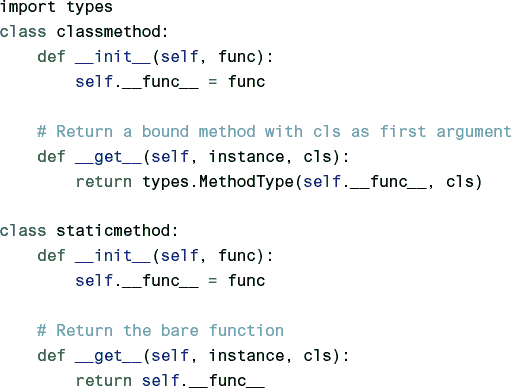 import types
class classmethod:
    def __init__(self, func):
        self.__func__ = func

    # Return a bound method with cls as first argument
    def __get__(self, instance, cls):
        return types.MethodType(self.__func__, cls)

class staticmethod:
    def __init__(self, func):
        self.__func__ = func

    # Return the bare function
    def __get__(self, instance, cls):
        return self.__func__